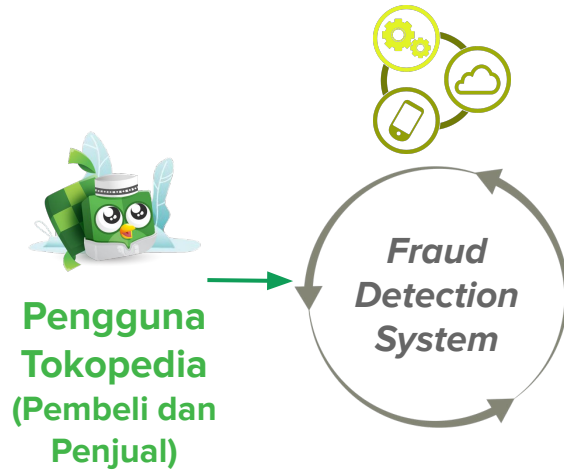 Pengguna
Tokopedia
(Pembeli dan
Penjual)
Fraud
Detection
System